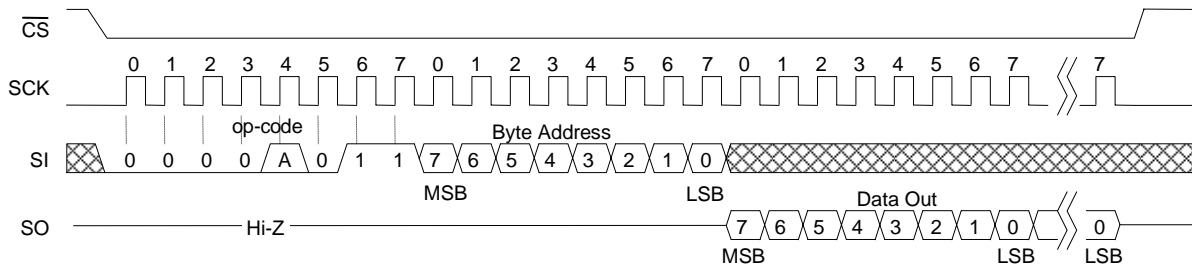 CS
0 1 2 3 4 5 6 7 0 1 2 3 4 5 6 7 0 1 2 3 4 5 6 7 7
SCK
op-code Byte Address
SI 0 0 0 0 A 0 1 1 7 6 5 4 3 2 1 0
MSB LSB
Data Out
SO Hi-Z 7 6 5 4 3 2 1 0 0
MSB LSB LSB